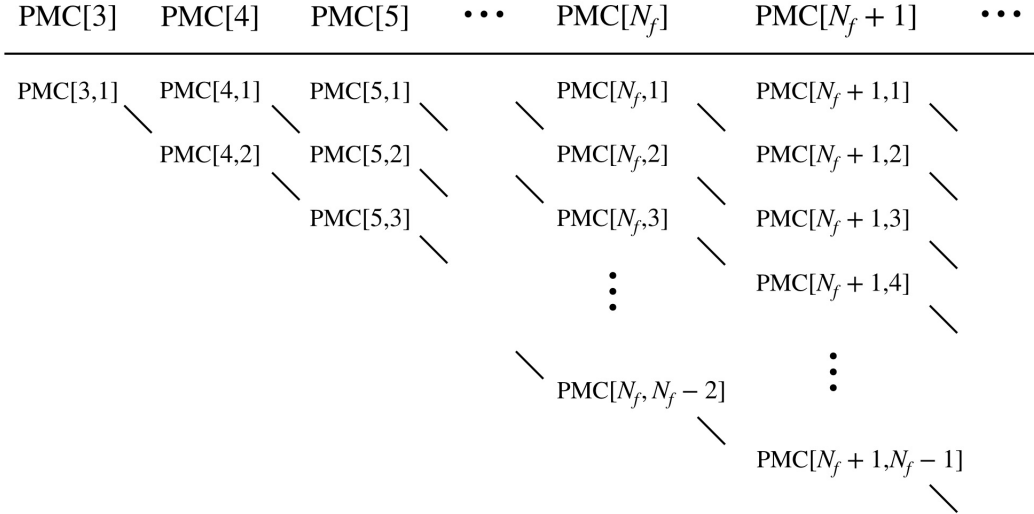 PMC[3] PMC[4] PMC[5] ⋯ PMC[N_f] PMC[N_f + 1] ⋯
PMC[3,1] PMC[4,1] PMC[5,1] PMC[N_f,1] PMC[N_f + 1,1]
PMC[4,2] PMC[5,2] PMC[N_f,2] PMC[N_f + 1,2]
PMC[5,3] PMC[N_f,3] PMC[N_f + 1,3]
⋮ PMC[N_f + 1,4]
⋮
PMC[N_f, N_f − 2]
PMC[N_f + 1,N_f − 1]